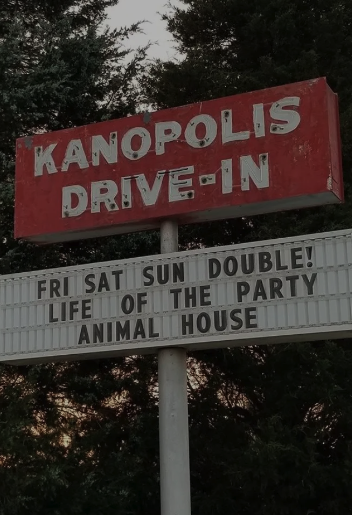 KANOPOLIS
DRIVE-IN
FRI SAT SUN DOUBLE!
LIFE OF THE PARTY
ANIMAL HOUSE